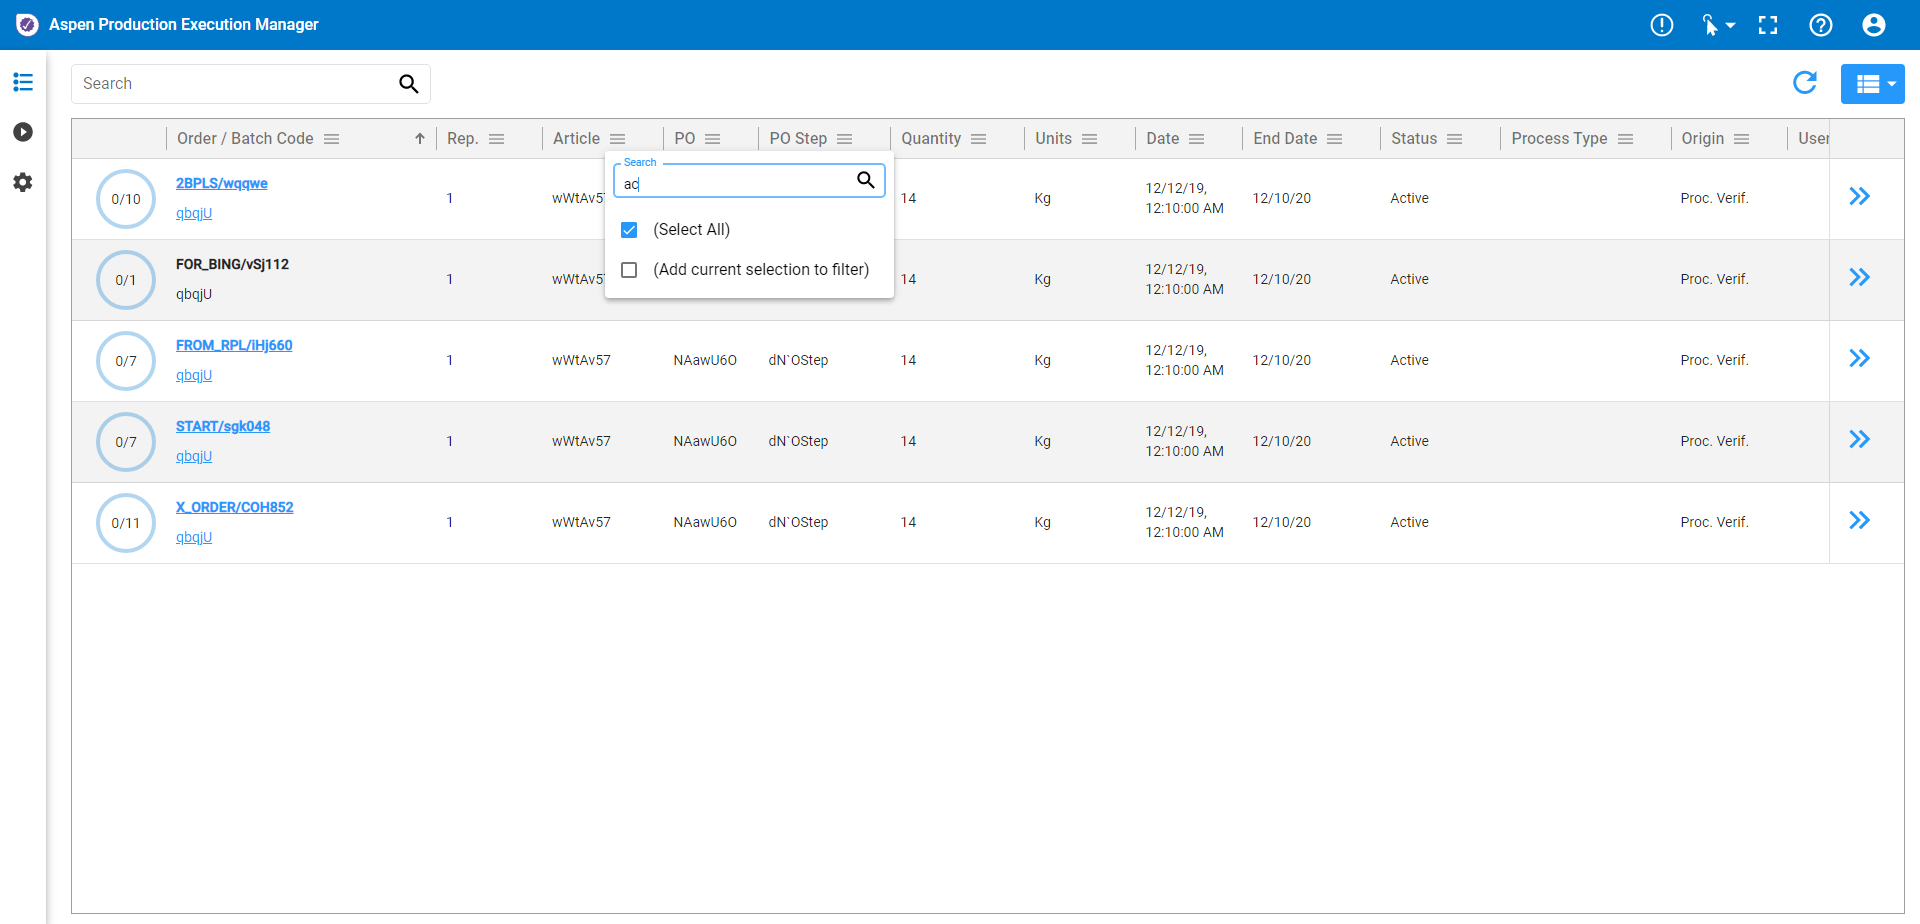 Aspen Production Execution Manager
Search
Order / Batch Code Rep. Article PO PO Step Quantity Units Date End Date Status Process Type Origin User
Search
ac
(Select All)
(Add current selection to filter)
0/10 2BPLS/wqqwe 1 wWtAv57 14 Kg 12/12/19, 12/10/20 Active Proc. Verif.
qbqjU 12:10:00 AM
0/1 FOR_BING/vSj112 1 wWtAv57 14 Kg 12/12/19, 12/10/20 Active Proc. Verif.
qbqjU 12:10:00 AM
0/7 FROM_RPL/iHj660 1 wWtAv57 NAawU6O dN`OStep 14 Kg 12/12/19, 12/10/20 Active Proc. Verif.
qbqjU 12:10:00 AM
0/7 START/sgk048 1 wWtAv57 NAawU6O dN`OStep 14 Kg 12/12/19, 12/10/20 Active Proc. Verif.
qbqjU 12:10:00 AM
0/11 X_ORDER/COH852 1 wWtAv57 NAawU6O dN`OStep 14 Kg 12/12/19, 12/10/20 Active Proc. Verif.
qbqjU 12:10:00 AM